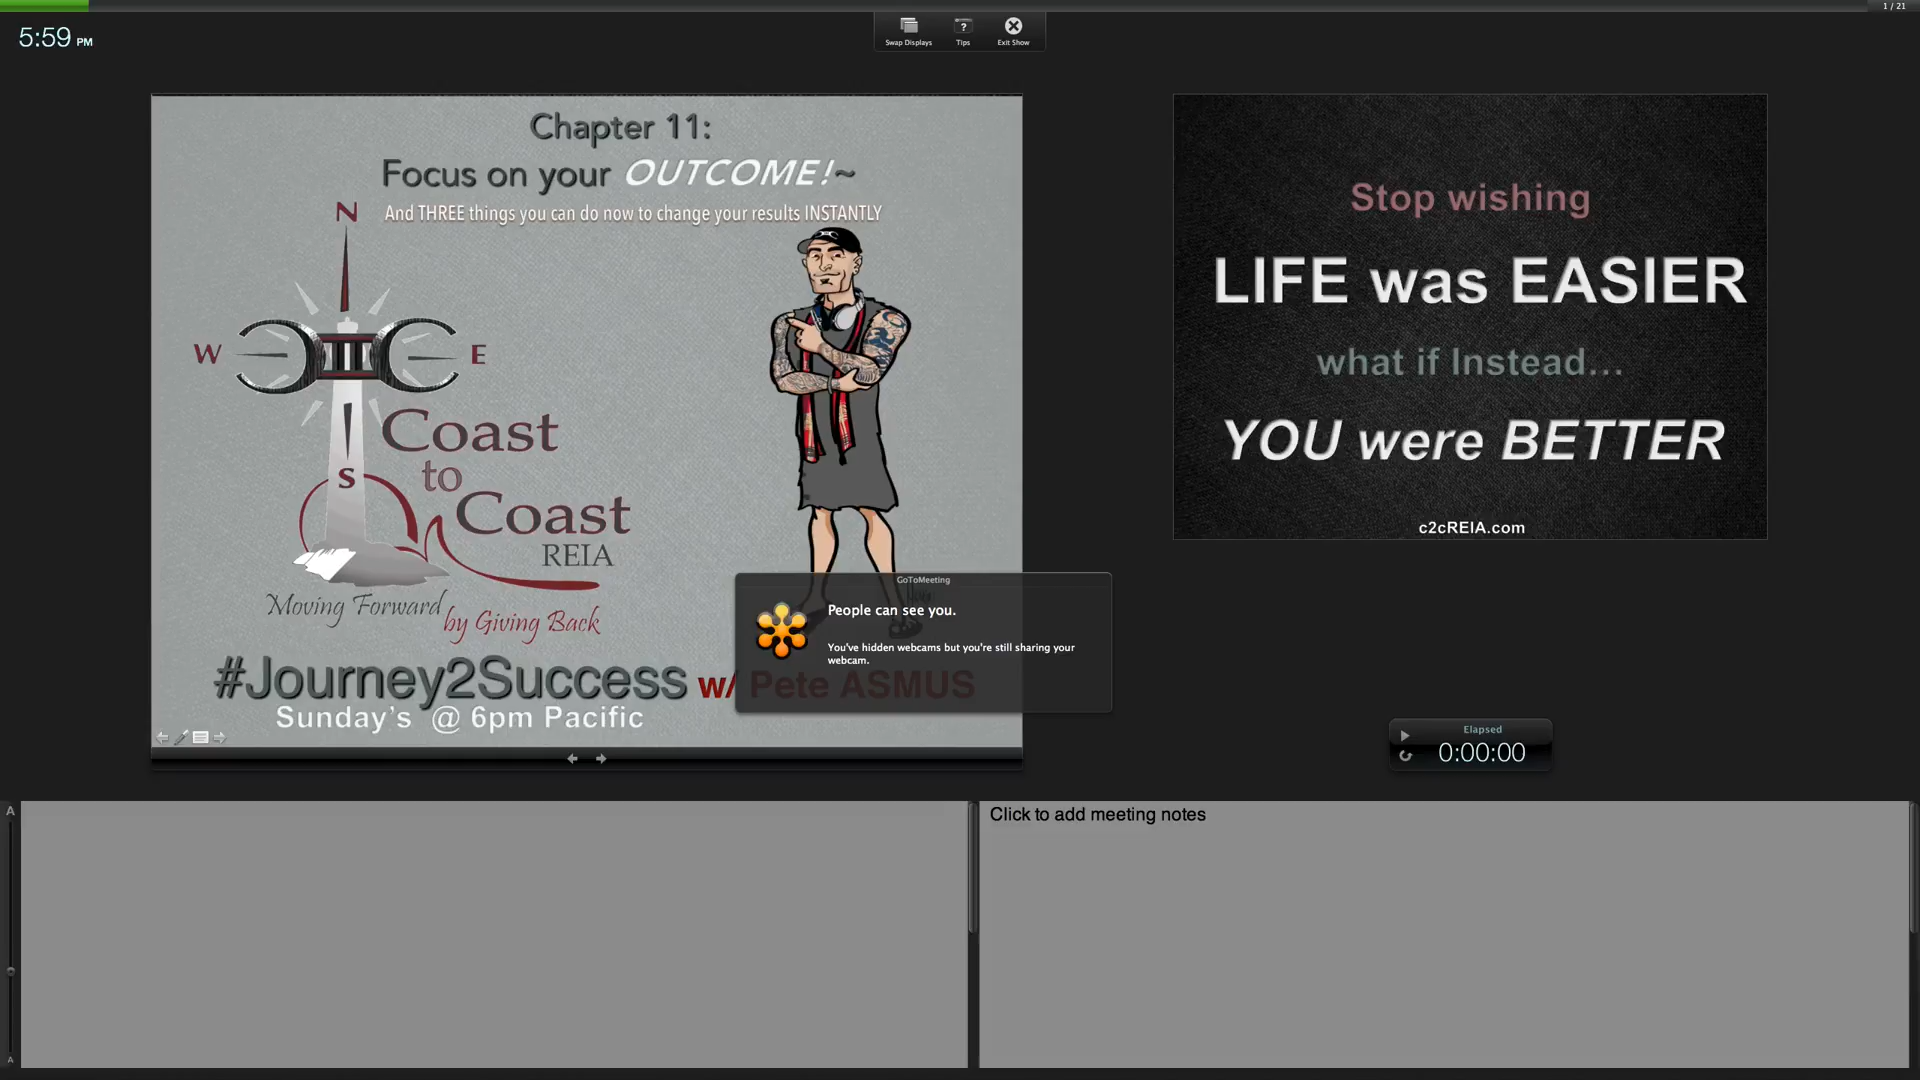 1 / 21
5:59 PM
Swap Displays
Tips
Exit Show
Chapter 11:
Focus on your OUTCOME!~
And THREE things you can do now to change your results INSTANTLY
N
W
E
S
Coast
to
Coast
REIA
Moving Forward
by Giving Back
#Journey2Success w/ Pete ASMUS
Sunday's @ 6pm Pacific
GoToMeeting
People can see you.
You've hidden webcams but you're still sharing your
webcam.
Stop wishing
LIFE was EASIER
what if Instead...
YOU were BETTER
c2cREIA.com
Elapsed
0:00:00
A
A
Click to add meeting notes